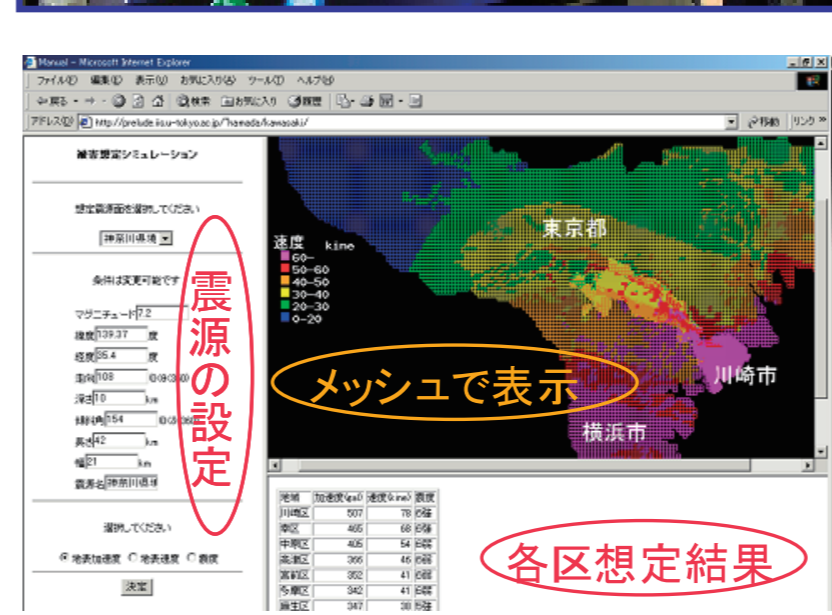 Manual - Microsoft Internet Explorer
ファイル(F) 編集(E) 表示(V) お気に入り(A) ツール(T) ヘルプ(H)
戻る 検索 お気に入り 履歴
アドレス(D) http://prelude.iis.u-tokyo.ac.jp/~hamada/kawasaki/ 移動 リンク »
被害想定シミュレーション
想定震源面を選択してください
神奈川県境
条件は変更可能です
マグニチュード 7.2
緯度 139.37 度
経度 35.4 度
走向 108
深さ 10 km
傾斜角 154
長さ 42 km
幅 21 km
震源名 神奈川県境
選択してください
地表加速度 地表速度 震度
決定
震源の設定
速度 kine
60-
50-60
40-50
30-40
20-30
0-20
東京都
川崎市
横浜市
メッシュで表示
地域 加速度(gal) 速度(kine) 震度
川崎区 507 78 6強
幸区 465 68 6強
中原区 405 54 6弱
高津区 366 46 6弱
宮前区 352 41 6弱
多摩区 342 41 6弱
麻生区 347 38 5強
各区想定結果